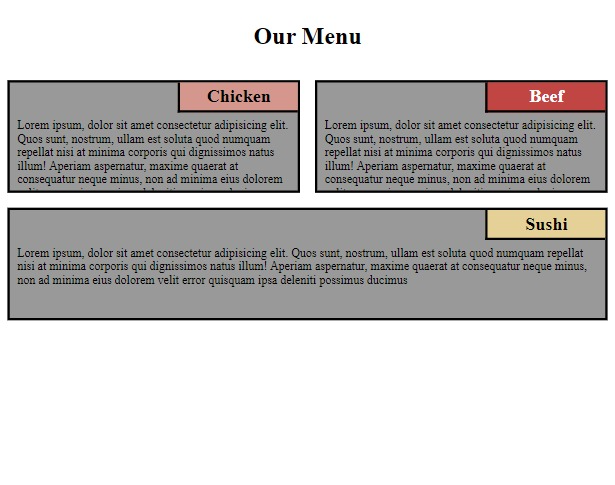 Our Menu
Chicken
Lorem ipsum, dolor sit amet consectetur adipisicing elit.
Quos sunt, nostrum, ullam est soluta quod numquam
repellat nisi at minima corporis qui dignissimos natus
illum! Aperiam aspernatur, maxime quaerat at
consequatur neque minus, non ad minima eius dolorem
Beef
Lorem ipsum, dolor sit amet consectetur adipisicing elit.
Quos sunt, nostrum, ullam est soluta quod numquam
repellat nisi at minima corporis qui dignissimos natus
illum! Aperiam aspernatur, maxime quaerat at
consequatur neque minus, non ad minima eius dolorem
Sushi
Lorem ipsum, dolor sit amet consectetur adipisicing elit. Quos sunt, nostrum, ullam est soluta quod numquam repellat
nisi at minima corporis qui dignissimos natus illum! Aperiam aspernatur, maxime quaerat at consequatur neque minus,
non ad minima eius dolorem velit error quisquam ipsa deleniti possimus ducimus